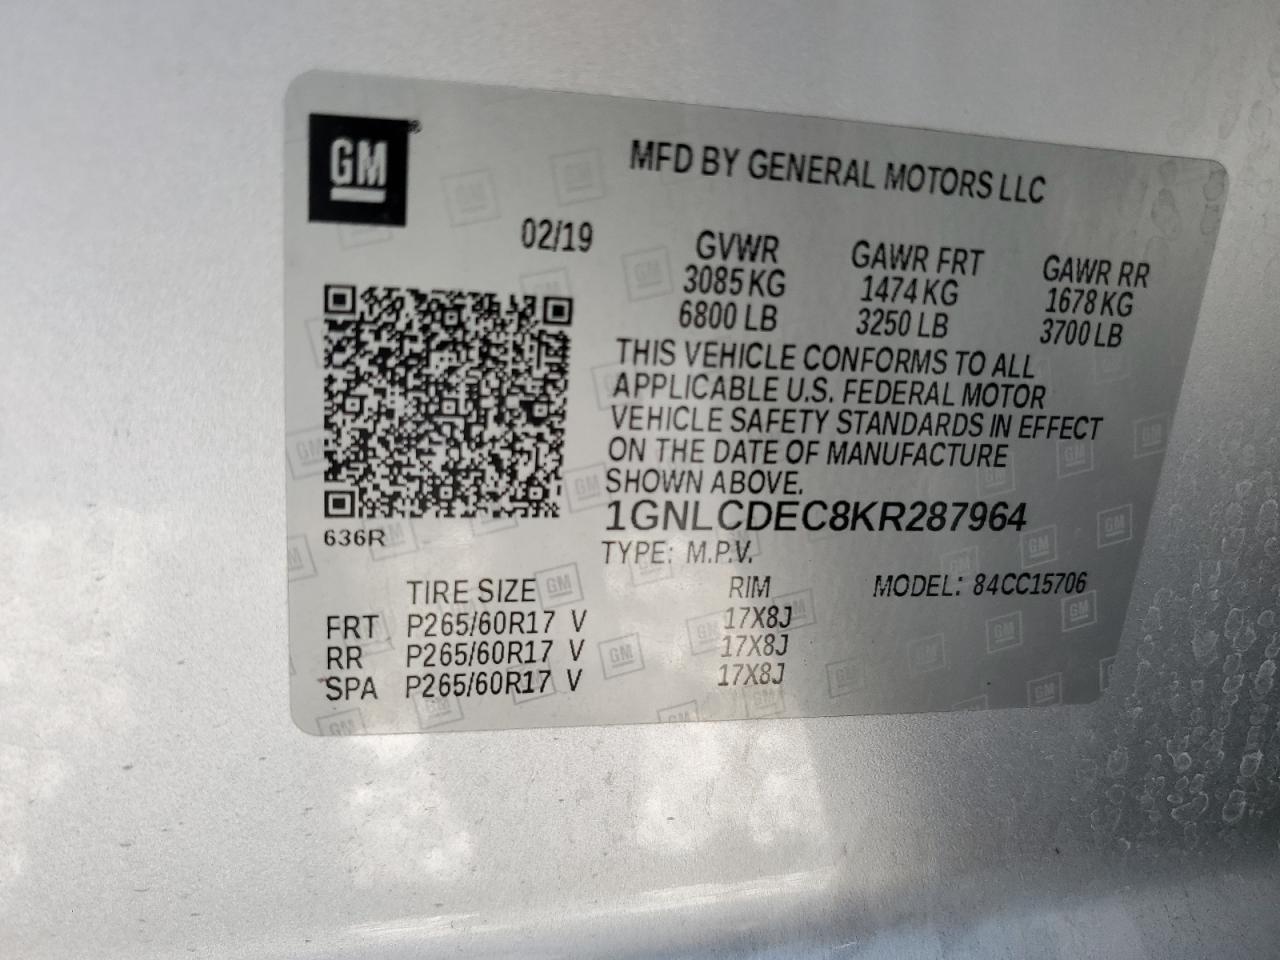 GM®
MFD BY GENERAL MOTORS LLC
02/19
GVWR GAWR FRT GAWR RR
3085 KG 1474 KG 1678 KG
6800 LB 3250 LB 3700 LB
THIS VEHICLE CONFORMS TO ALL
APPLICABLE U.S. FEDERAL MOTOR
VEHICLE SAFETY STANDARDS IN EFFECT
ON THE DATE OF MANUFACTURE
SHOWN ABOVE.
1GNLCDEC8KR287964
636R
TYPE: M.P.V.
TIRE SIZE RIM MODEL: 84CC15706
FRT P265/60R17 V 17X8J
RR P265/60R17 V 17X8J
SPA P265/60R17 V 17X8J